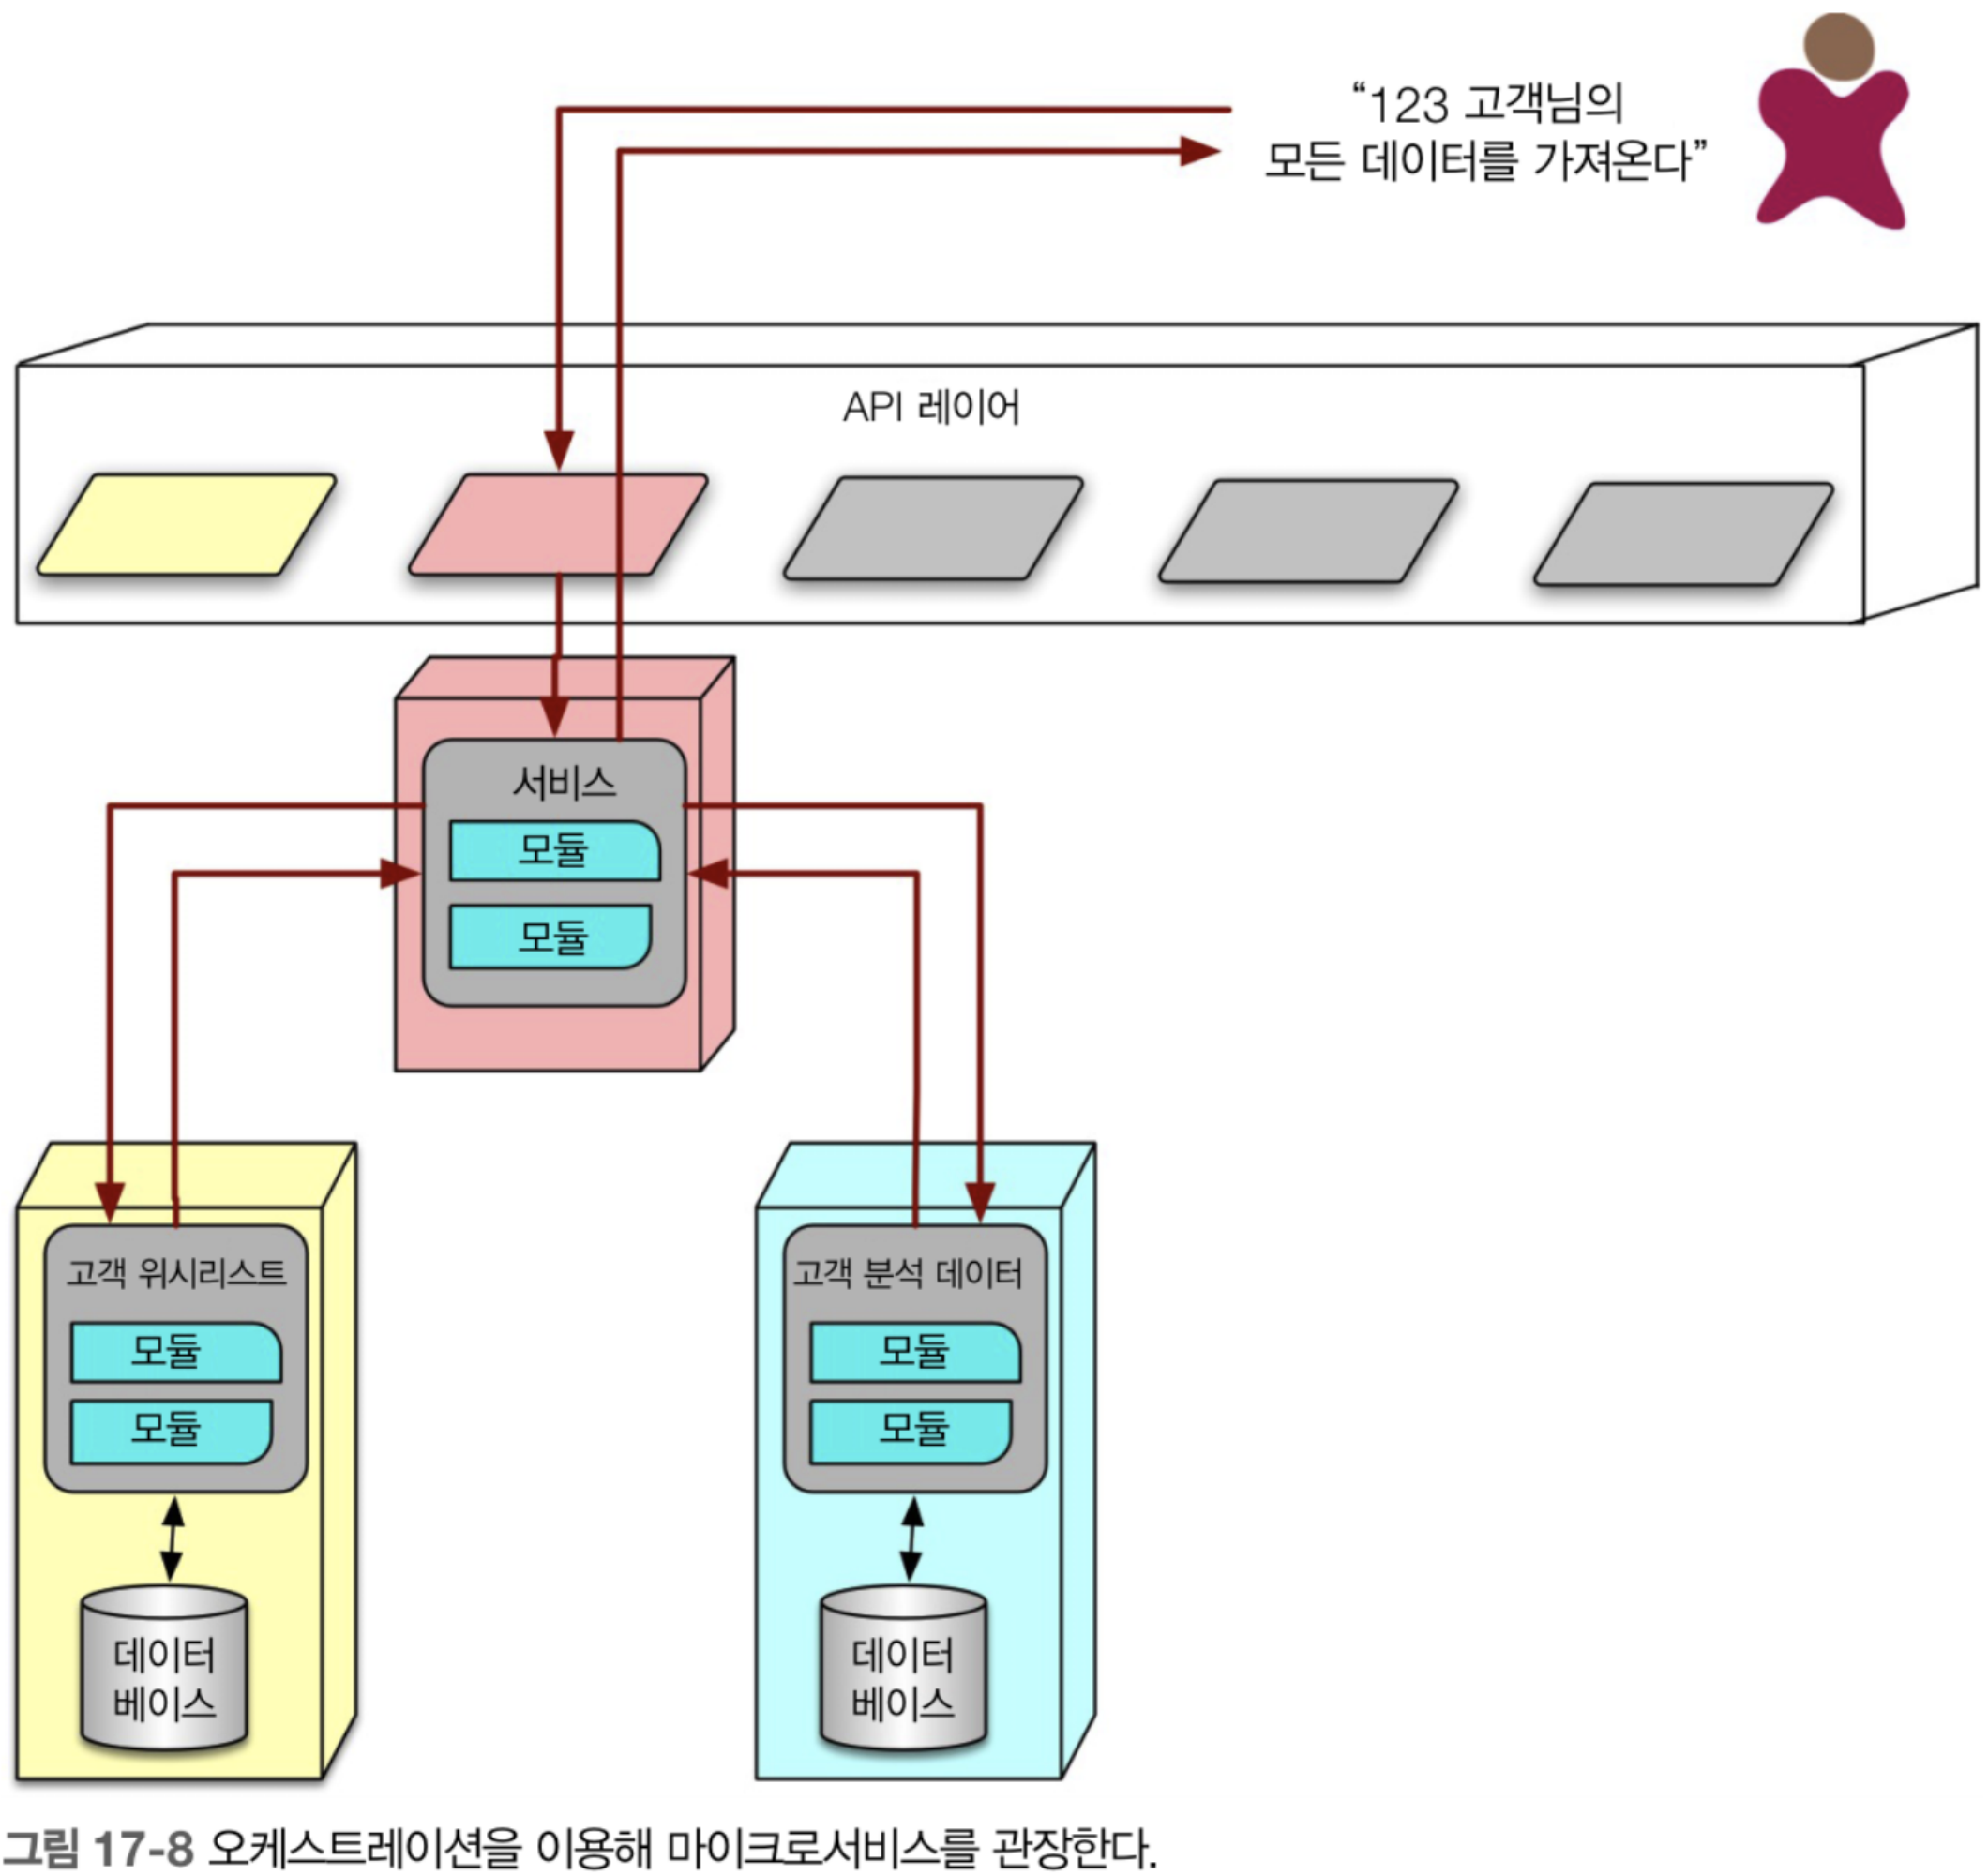 “123 고객님의
모든 데이터를 가져온다”
API 레이어
서비스
모듈
모듈
고객 위시리스트
모듈
모듈
데이터
베이스
고객 분석 데이터
모듈
모듈
데이터
베이스
그림 17-8 오케스트레이션을 이용해 마이크로서비스를 관장한다.